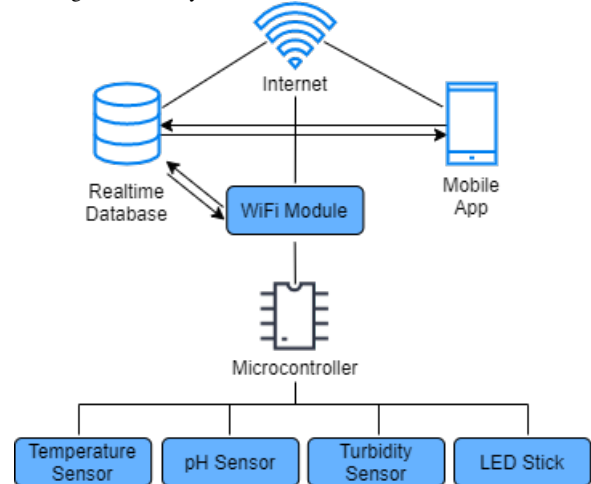 Internet
Realtime
Database
Mobile
App
WiFi Module
Microcontroller
Temperature
Sensor
pH Sensor
Turbidity
Sensor
LED Stick